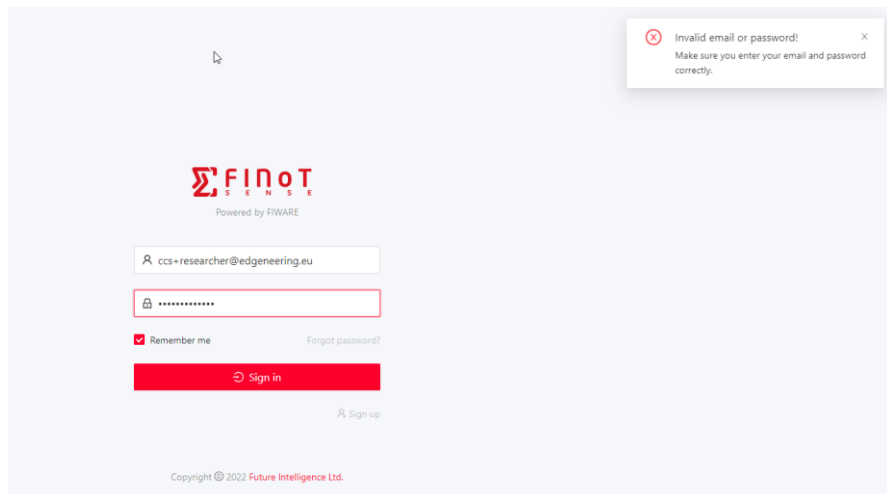 Invalid email or password!
Make sure you enter your email and password
correctly.
FINoT
SENSE
Powered by FIWARE
ccs+researcher@edgeneering.eu
•••••••••••••
Remember me
Forgot password?
Sign in
Sign up
Copyright © 2022 Future Intelligence Ltd.